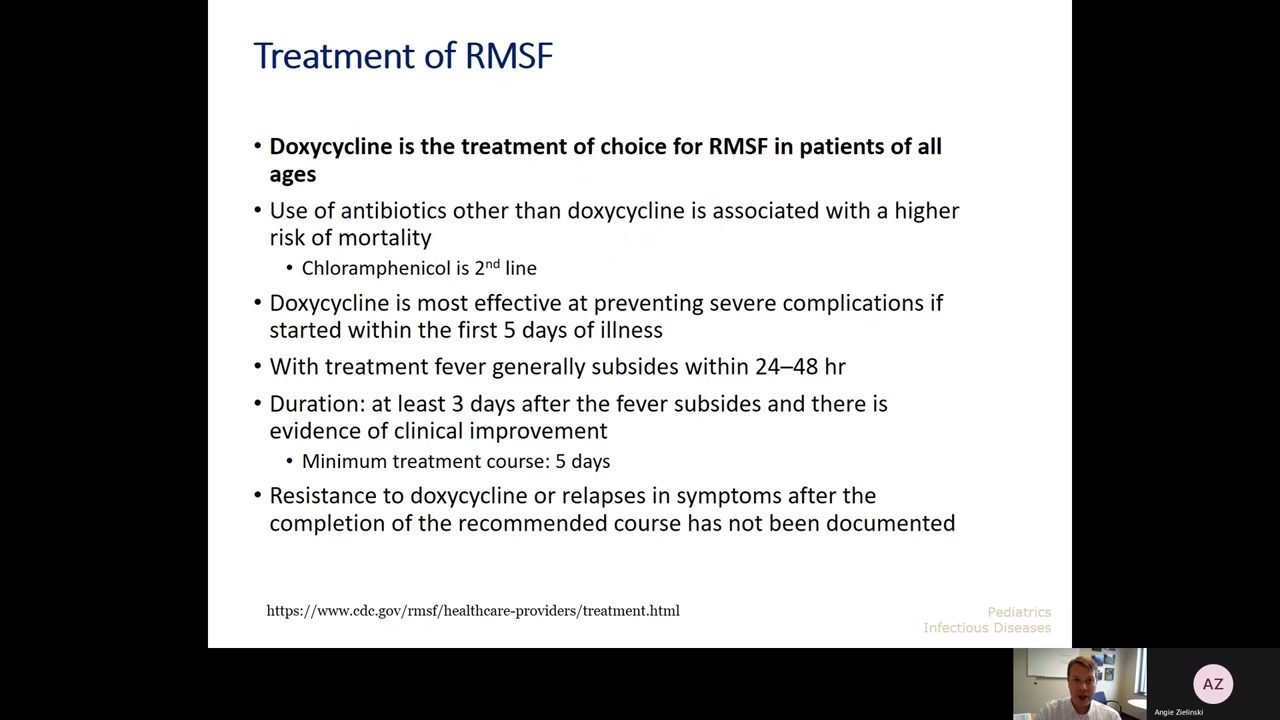 Treatment of RMSF
• Doxycycline is the treatment of choice for RMSF in patients of all
ages
• Use of antibiotics other than doxycycline is associated with a higher
risk of mortality
• Chloramphenicol is 2nd line
• Doxycycline is most effective at preventing severe complications if
started within the first 5 days of illness
• With treatment fever generally subsides within 24–48 hr
• Duration: at least 3 days after the fever subsides and there is
evidence of clinical improvement
• Minimum treatment course: 5 days
• Resistance to doxycycline or relapses in symptoms after the
completion of the recommended course has not been documented
https://www.cdc.gov/rmsf/healthcare-providers/treatment.html
Pediatrics
Infectious Diseases
AZ
Angie Zielinski